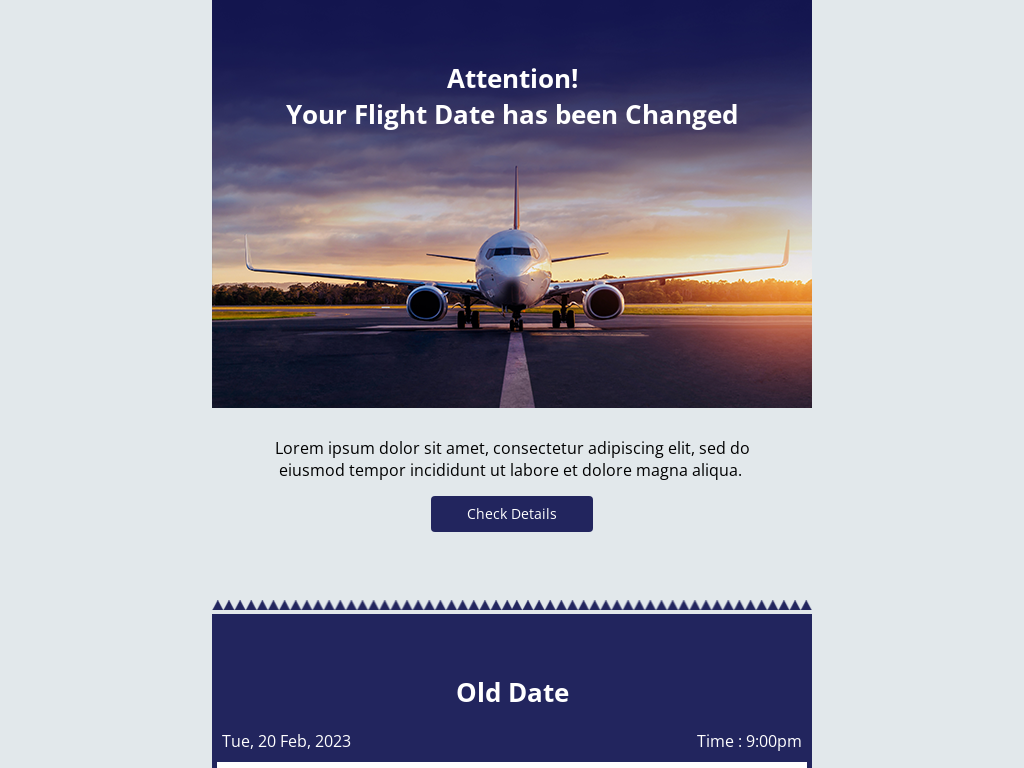 Attention!
Your Flight Date has been Changed
Lorem ipsum dolor sit amet, consectetur adipiscing elit, sed do
eiusmod tempor incididunt ut labore et dolore magna aliqua.
Check Details
Old Date
Tue, 20 Feb, 2023
Time : 9:00pm